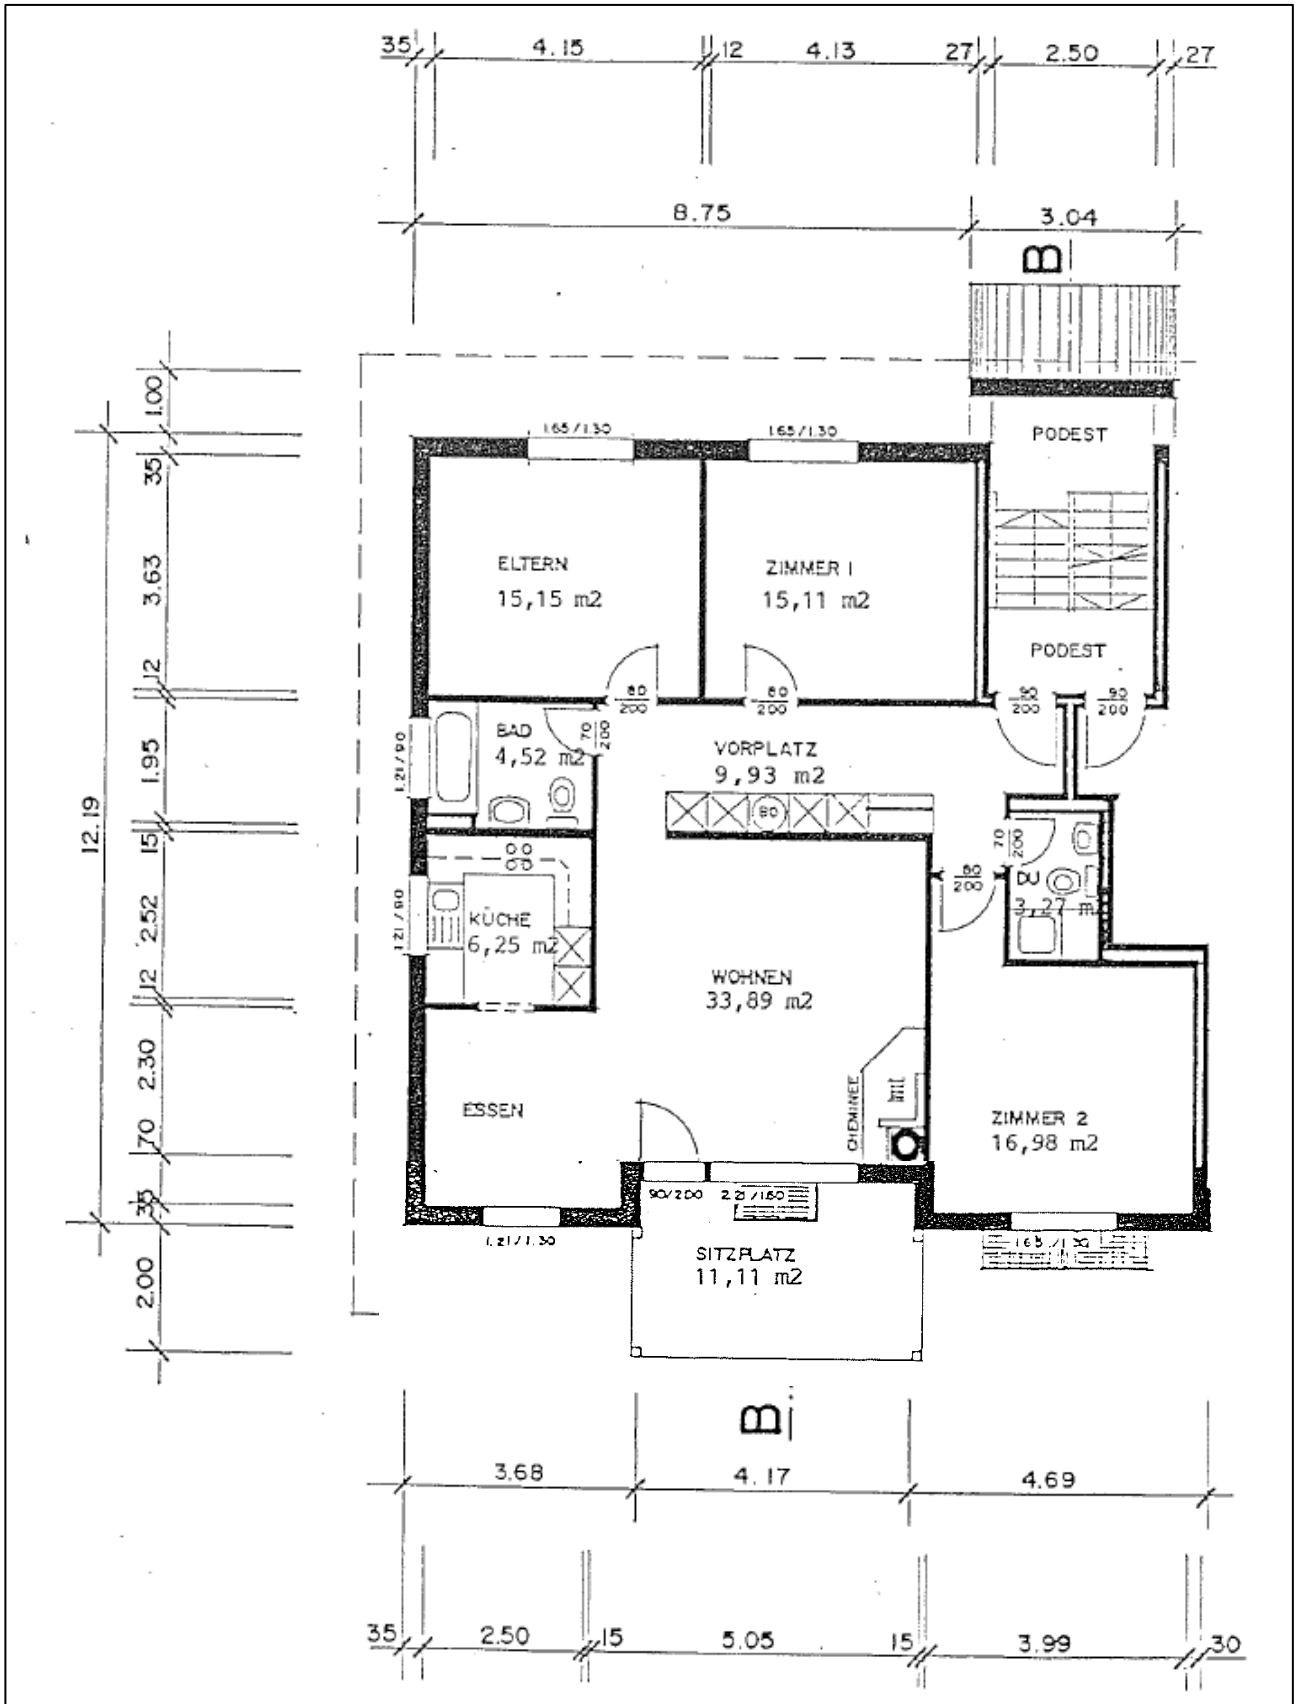 35 4.15 12 4.13 27 2.50 27
8.75 3.04
B
1.00
35
3.63
12
1.95
15
2.52
12
2.30
70
35
2.00
12.19
1.65/1.30 1.65/1.30
PODEST
ELTERN
15,15 m2
ZIMMER 1
15,11 m2
PODEST
80
200
80
200
90
200
90
200
BAD
4,52 m2
70
200
1.21/90
VORPLATZ
9,93 m2
80
70
200
80
200
DU
3,27 m
KÜCHE
6,25 m2
1.21/90
WOHNEN
33,89 m2
ESSEN
CHEMINEE
ZIMMER 2
16,98 m2
90/200 2.21/1.60
1.21/1.30
SITZPLATZ
11,11 m2
1.65/1.30
B
3.68 4.17 4.69
35 2.50 15 5.05 15 3.99 30